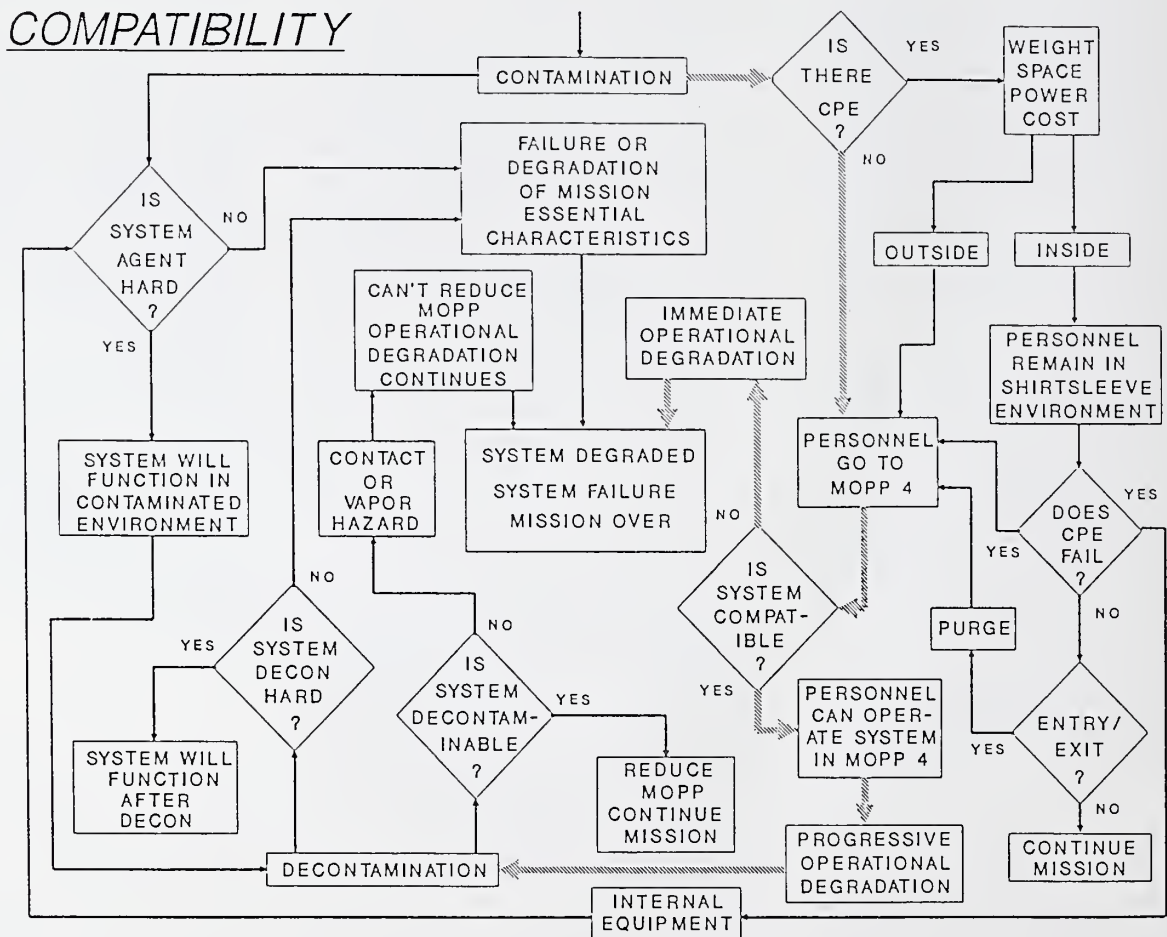 COMPATIBILITY
CONTAMINATION
IS
THERE
CPE
?
YES
NO
WEIGHT
SPACE
POWER
COST
FAILURE OR
DEGRADATION
OF MISSION
ESSENTIAL
CHARACTERISTICS
IS
SYSTEM
AGENT
HARD
?
NO
YES
OUTSIDE
INSIDE
CAN'T REDUCE
MOPP
OPERATIONAL
DEGRADATION
CONTINUES
IMMEDIATE
OPERATIONAL
DEGRADATION
PERSONNEL
REMAIN IN
SHIRTSLEEVE
ENVIRONMENT
SYSTEM WILL
FUNCTION IN
CONTAMINATED
ENVIRONMENT
CONTACT
OR
VAPOR
HAZARD
SYSTEM DEGRADED
SYSTEM FAILURE
MISSION OVER
PERSONNEL
GO TO
MOPP 4
DOES
CPE
FAIL
?
YES
YES
NO
IS
SYSTEM
DECON
HARD
?
NO
YES
IS
SYSTEM
DECONTAM-
INABLE
?
NO
YES
IS
SYSTEM
COMPAT-
IBLE
?
NO
YES
PURGE
PERSONNEL
CAN OPER-
ATE SYSTEM
IN MOPP 4
ENTRY/
EXIT
?
YES
NO
SYSTEM WILL
FUNCTION
AFTER
DECON
REDUCE
MOPP
CONTINUE
MISSION
DECONTAMINATION
PROGRESSIVE
OPERATIONAL
DEGRADATION
CONTINUE
MISSION
INTERNAL
EQUIPMENT